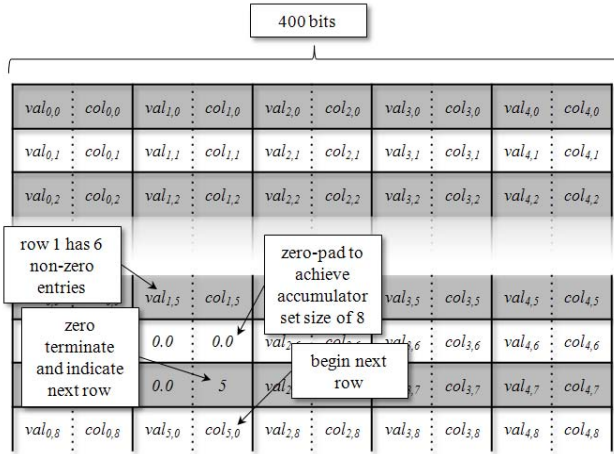 400 bits
val0,0 col0,0 val1,0 col1,0 val2,0 col2,0 val3,0 col3,0 val4,0 col4,0
val0,1 col0,1 val1,1 col1,1 val2,1 col2,1 val3,1 col3,1 val4,1 col4,1
val0,2 col0,2 val1,2 col1,2 val2,2 col2,2 val3,2 col3,2 val4,2 col4,2
row 1 has 6
non-zero
entries
zero-pad to
achieve
accumulator
set size of 8
val1,5 col1,5 val3,5 col3,5 val4,5 col4,5
zero
terminate
and indicate
next row
0.0 0.0 col3,6 val4,6 col4,6
begin next
row
0.0 5 col3,7 val4,7 col4,7
val0,8 col0,8 val5,0 col5,0 val2,8 col2,8 val3,8 col3,8 val4,8 col4,8